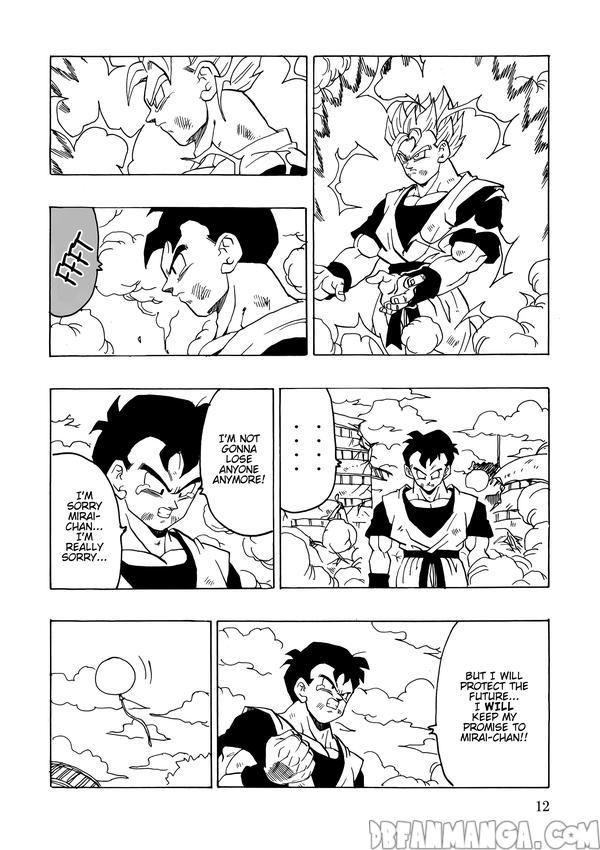 FFFT
: : : :
I'M NOT
GONNA
LOSE
ANYONE
ANYMORE!
I'M
SORRY
MIRAI-
CHAN...
I'M
REALLY
SORRY...
BUT I WILL
PROTECT THE
FUTURE...
I WILL
KEEP MY
PROMISE TO
MIRAI-CHAN!!
12
DBFANMANGA.COM